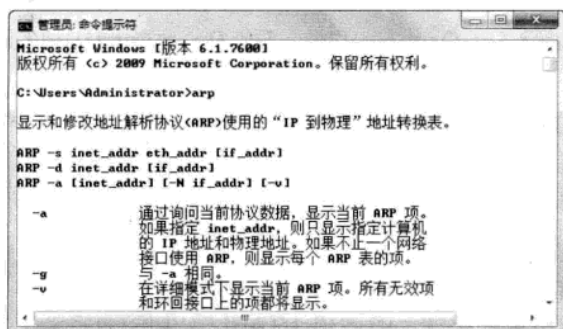 管理员: 命令提示符
Microsoft Windows [版本 6.1.7600]
版权所有 <c> 2009 Microsoft Corporation。保留所有权利。
C:\Users\Administrator>arp
显示和修改地址解析协议<ARP>使用的“IP 到物理”地址转换表。
ARP -s inet_addr eth_addr [if_addr]
ARP -d inet_addr [if_addr]
ARP -a [inet_addr] [-N if_addr] [-v]
-a 通过询问当前协议数据，显示当前 ARP 项。
如果指定 inet_addr，则只显示指定计算机
的 IP 地址和物理地址。如果不止一个网络
接口使用 ARP，则显示每个 ARP 表的项。
-g 与 -a 相同。
-v 在详细模式下显示当前 ARP 项。所有无效项
和环回接口上的项都将显示。